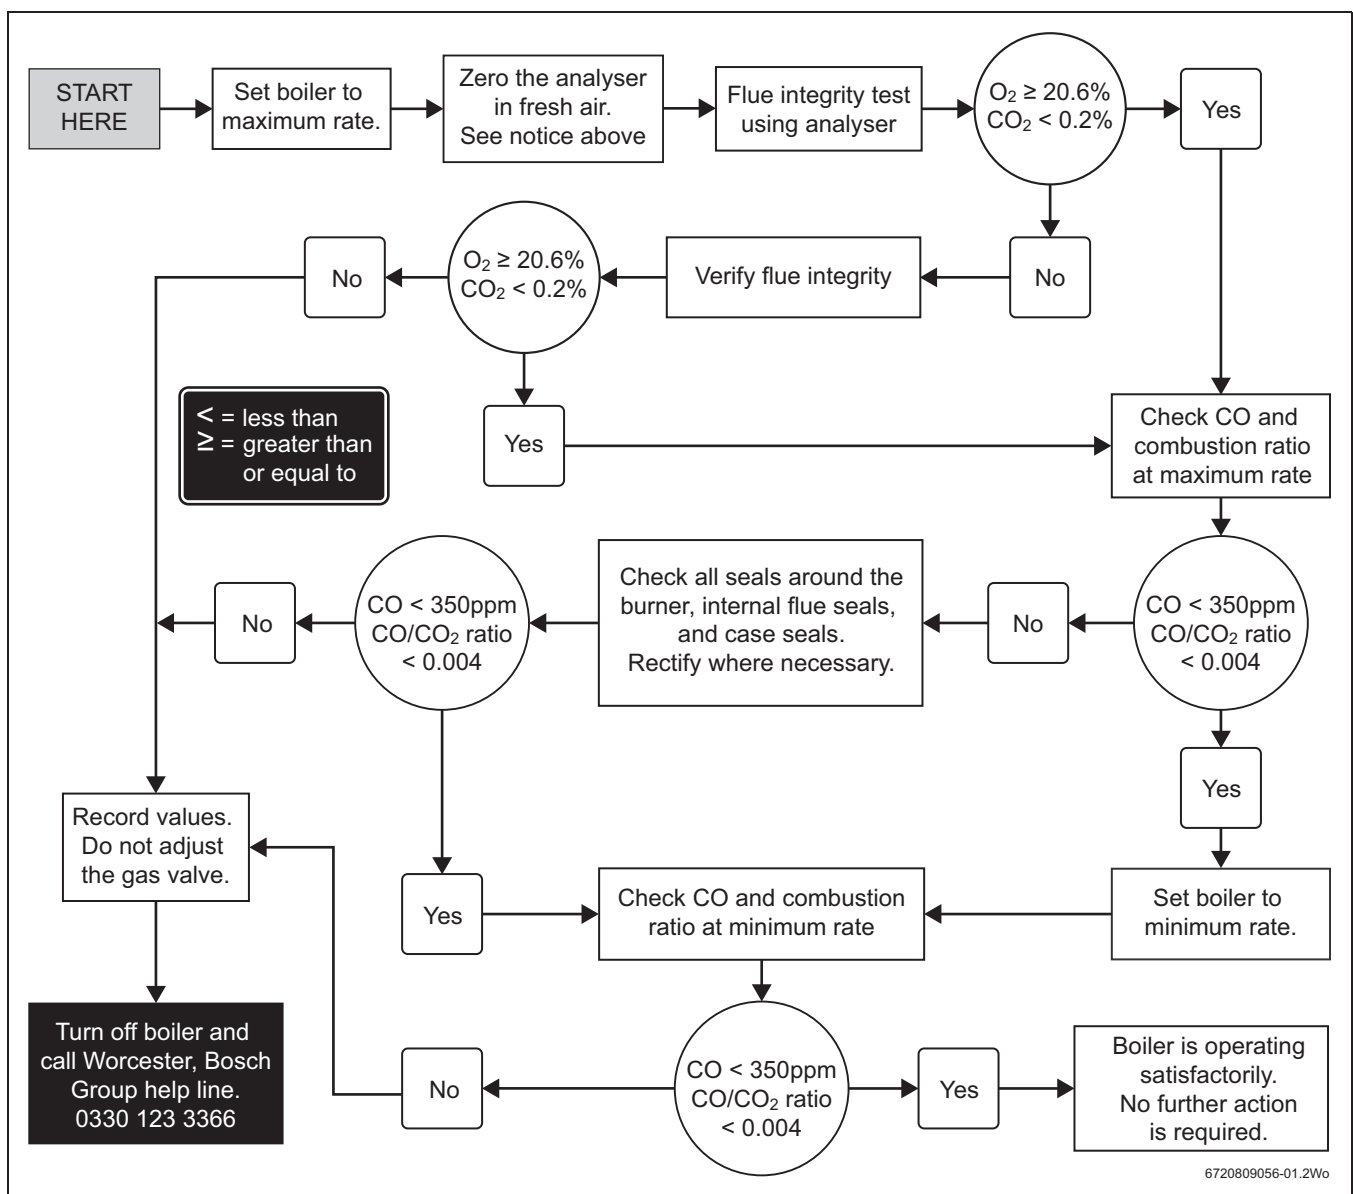 START
HERE
Set boiler to
maximum rate.
Zero the analyser
in fresh air.
See notice above
Flue integrity test
using analyser
O₂ ≥ 20.6%
CO₂ < 0.2%
Yes
No
Verify flue integrity
O₂ ≥ 20.6%
CO₂ < 0.2%
No
Yes
< = less than
≥ = greater than
or equal to
Check CO and
combustion ratio
at maximum rate
CO < 350ppm
CO/CO₂ ratio
< 0.004
No
Check all seals around the
burner, internal flue seals,
and case seals.
Rectify where necessary.
CO < 350ppm
CO/CO₂ ratio
< 0.004
No
Yes
Yes
Set boiler to
minimum rate.
Check CO and combustion
ratio at minimum rate
Record values.
Do not adjust
the gas valve.
Turn off boiler and
call Worcester, Bosch
Group help line.
0330 123 3366
No
CO < 350ppm
CO/CO₂ ratio
< 0.004
Yes
Boiler is operating
satisfactorily.
No further action
is required.
6720809056-01.2Wo